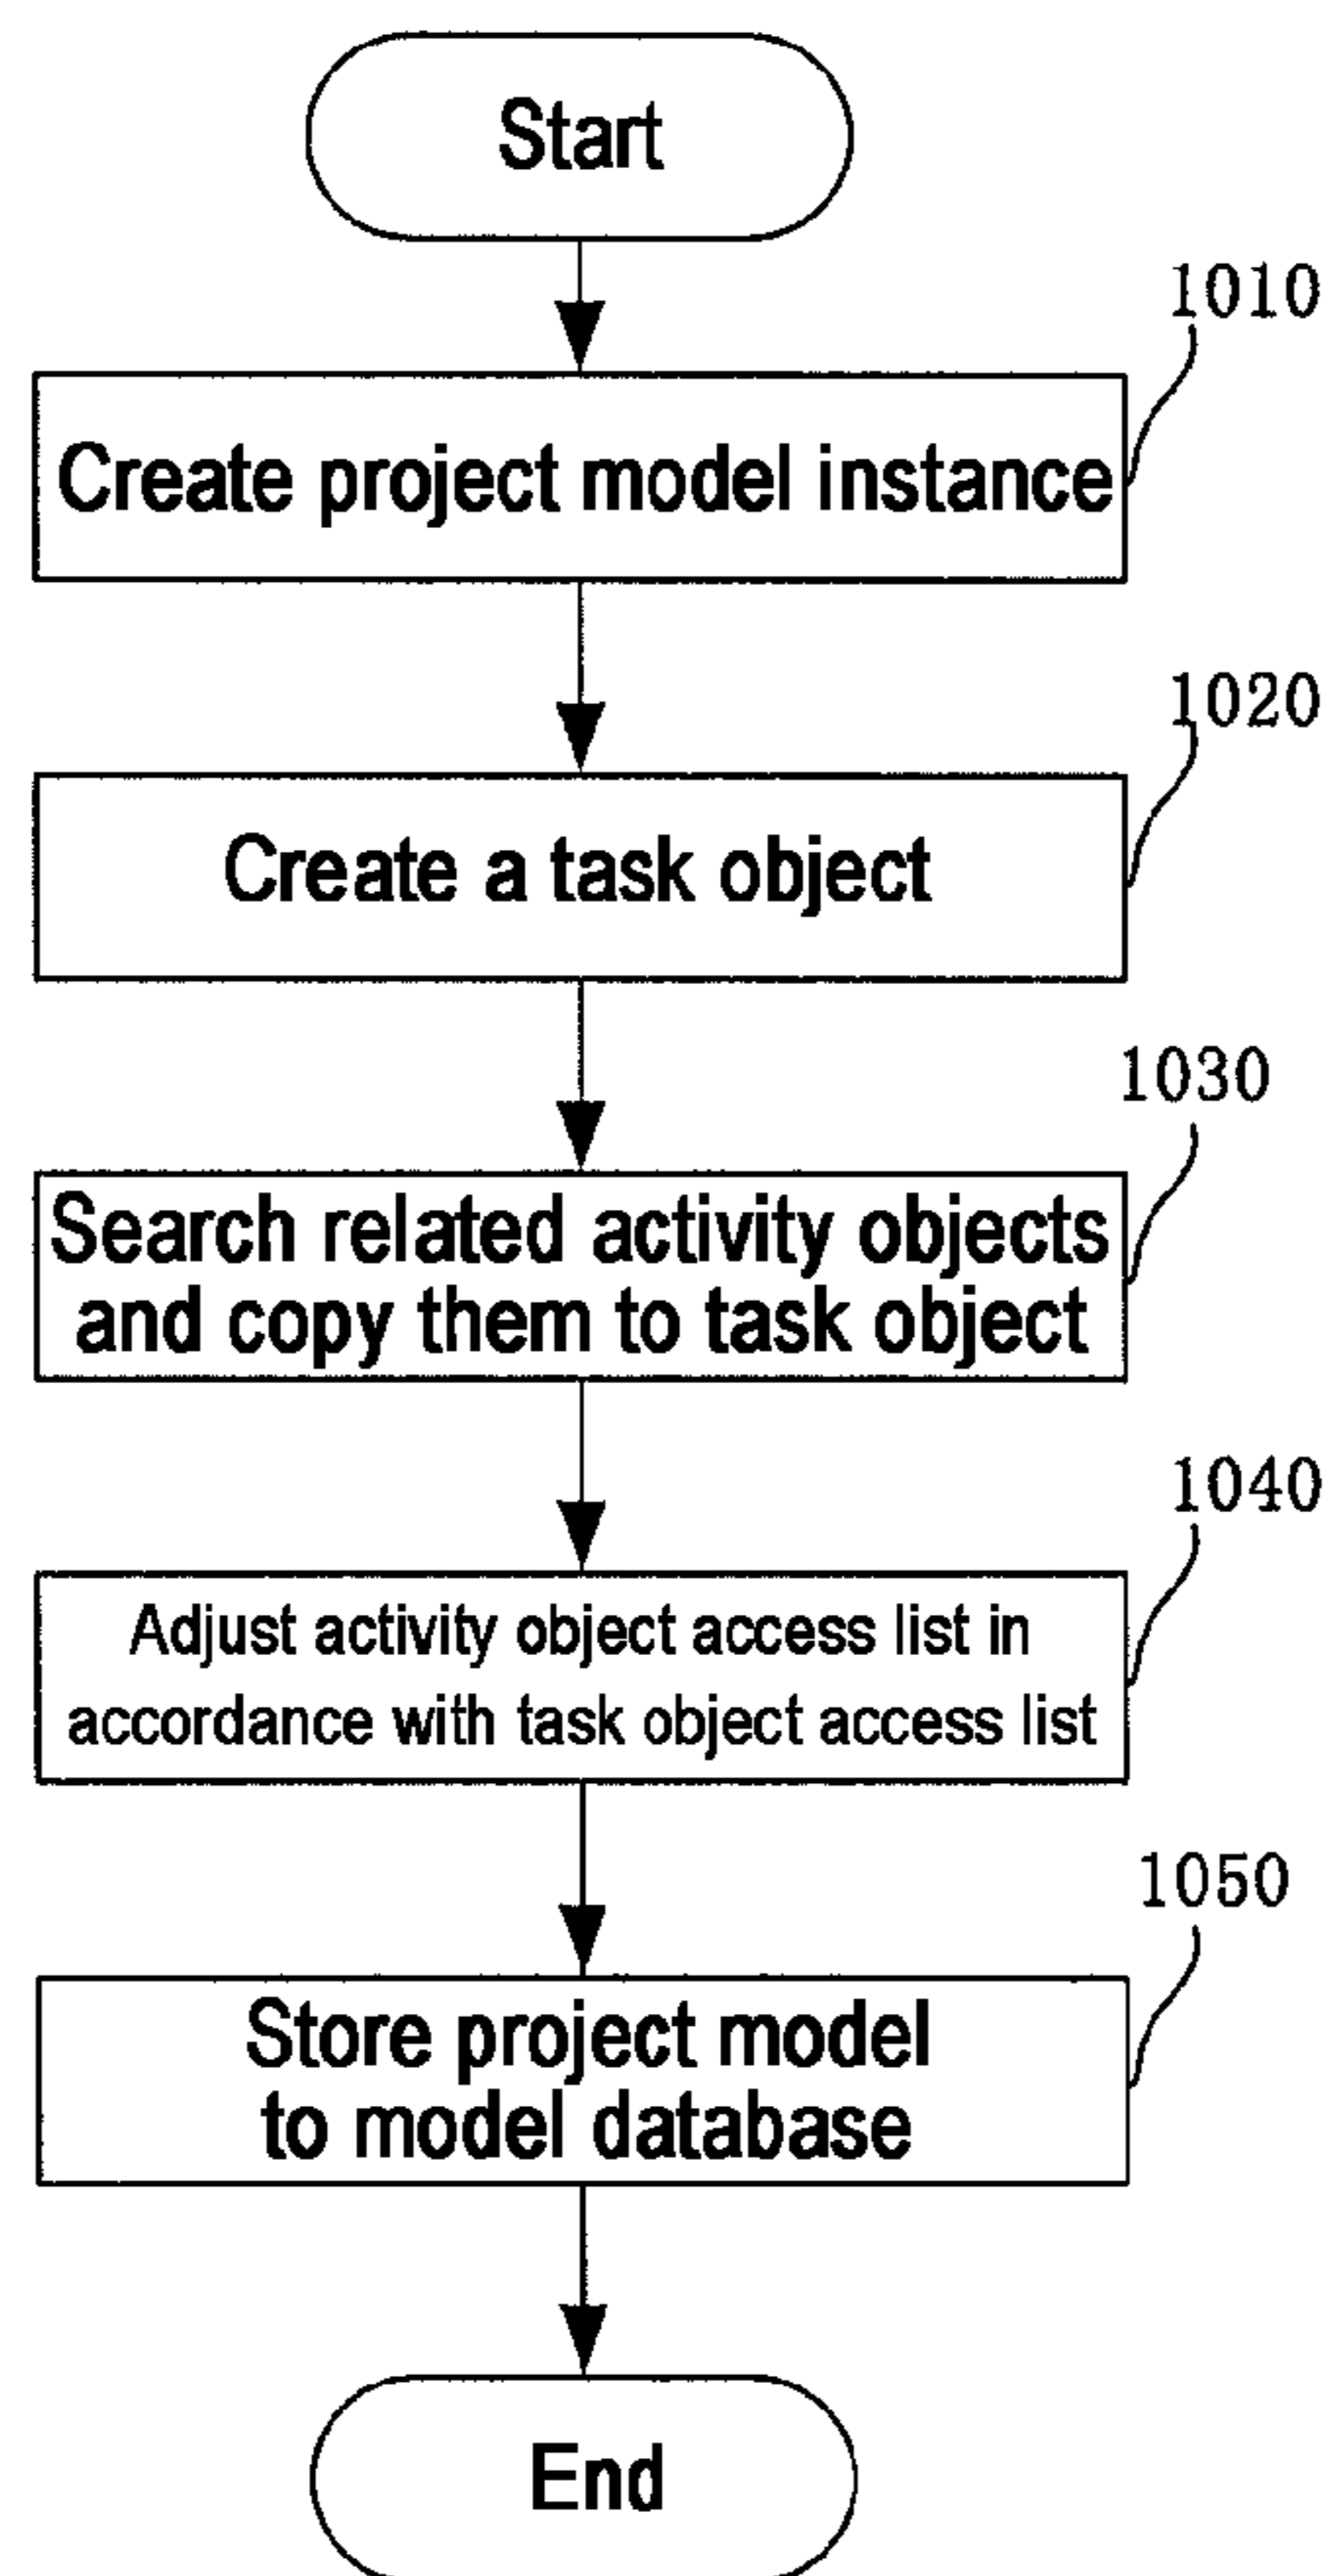 Start
1010
Create project model instance
1020
Create a task object
1030
Search related activity objects
and copy them to task object
1040
Adjust activity object access list in
accordance with task object access list
1050
Store project model
to model database
End